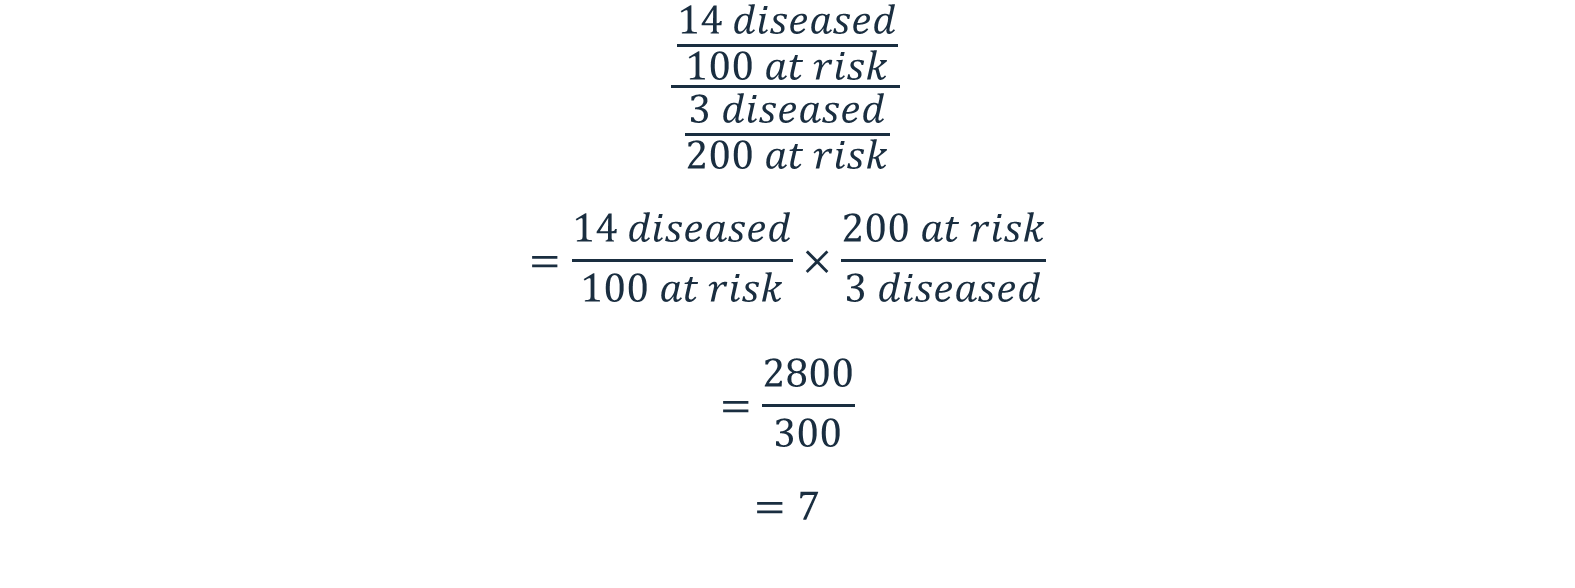 14 diseased
100 at risk
3 diseased
200 at risk
= 14 diseased / 100 at risk × 200 at risk / 3 diseased
= 2800 / 300
= 7